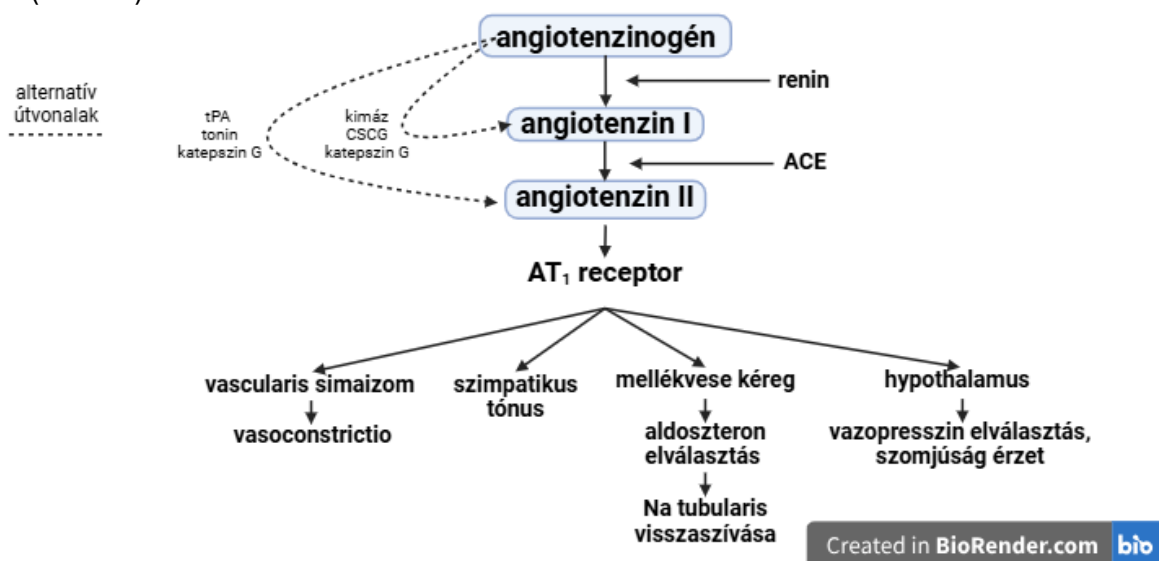 angiotenzinogén
renin
alternatív
útvonalak
tPA
tonin
katepszin G
kimáz
CSCG
katepszin G
angiotenzin I
ACE
angiotenzin II
AT₁ receptor
vascularis simaizom
vasoconstrictio
szimpatikus
tónus
mellékvese kéreg
aldoszteron
elválasztás
Na tubularis
visszaszívása
hypothalamus
vazopresszin elválasztás,
szomjúság érzet
Created in BioRender.com bio